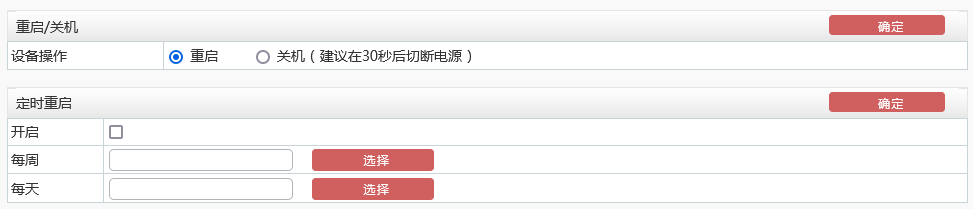 重启/关机 确定
设备操作 重启 关机（建议在30秒后切断电源）
定时重启 确定
开启
每周 选择
每天 选择